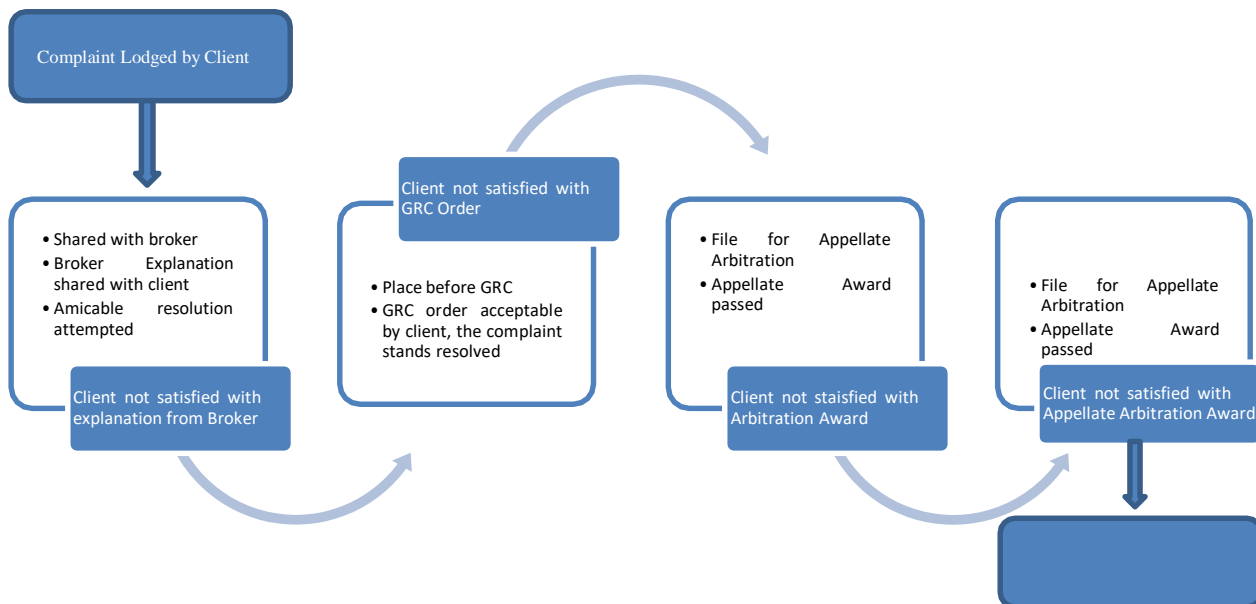 Complaint Lodged by Client
• Shared with broker
• Broker Explanation
shared with client
• Amicable resolution
attempted
Client not satisfied with
explanation from Broker
Client not satisfied with
GRC Order
• Place before GRC
• GRC order acceptable
by client, the complaint
stands resolved
• File for Appellate
Arbitration
• Appellate Award
passed
Client not staisfied with
Arbitration Award
• File for Appellate
Arbitration
• Appellate Award
passed
Client not satisfied with
Appellate Arbitration Award